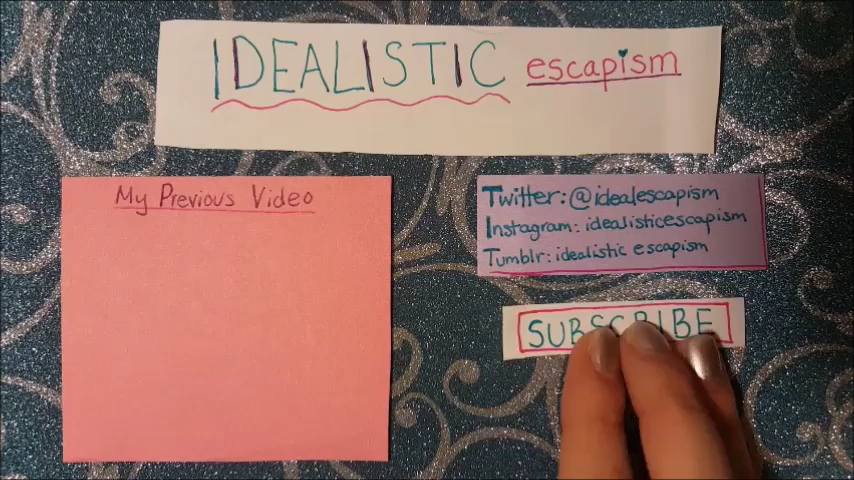 IDEALISTIC escapism
My Previous Video
Twitter: @idealescapism
Instagram: idealisticescapism
Tumblr: idealistic escapism
SUBSCRIBE